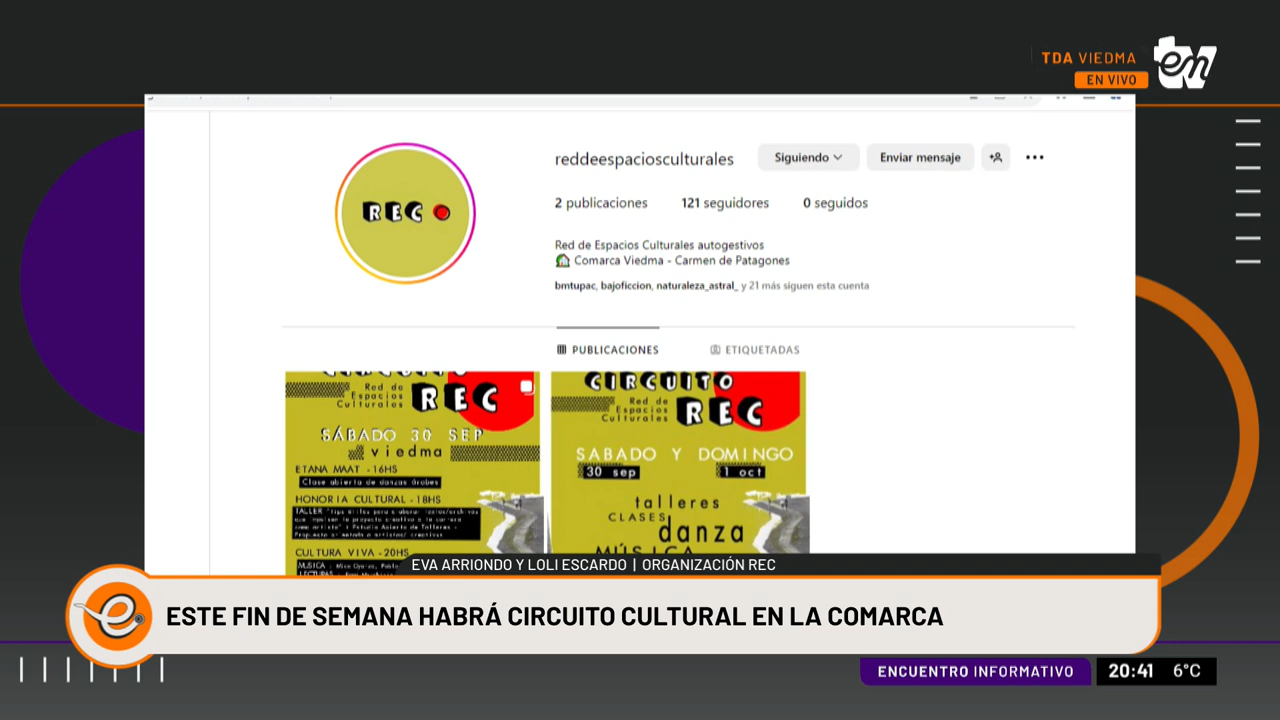 TDA VIEDMA
EN VIVO
en
reddeespaciosculturales
Siguiendo
Enviar mensaje
2 publicaciones
121 seguidores
0 seguidos
REC
Red de Espacios Culturales autogestivos
Comarca Viedma - Carmen de Patagones
bmtupac, bajoficcion, naturaleza_astral_ y 21 más siguen esta cuenta
PUBLICACIONES
ETIQUETADAS
CIRCUITO
Red de
Espacios
Culturales
REC
SÁBADO 30 SEP
viedma
ETANA MAAT - 16HS
Clase abierta de danzas árabes
HONORIA CULTURAL - 18HS
CULTURA VIVA - 20HS
CIRCUITO
Red de
Espacios
Culturales
REC
SABADO Y DOMINGO
30 sep
1 oct
talleres
CLASES
danza
MÚSICA
EVA ARRIONDO Y LOLI ESCARDO | ORGANIZACIÓN REC
e
ESTE FIN DE SEMANA HABRÁ CIRCUITO CULTURAL EN LA COMARCA
ENCUENTRO INFORMATIVO
20:41
6°C